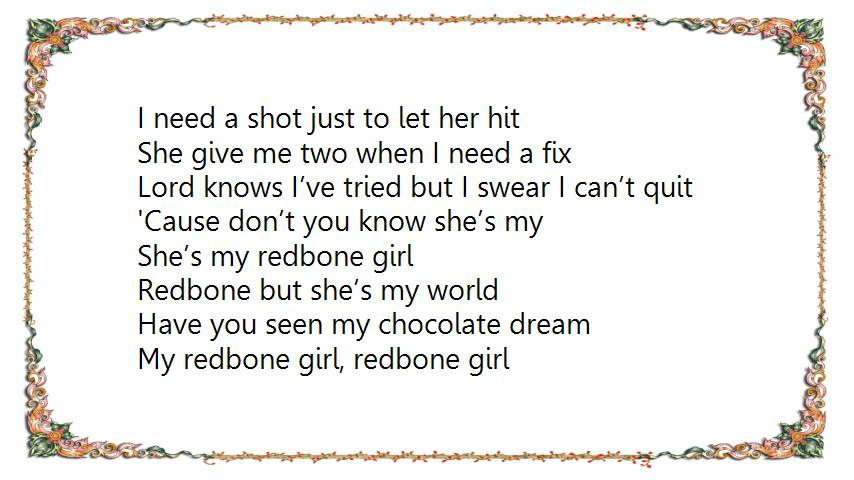 I need a shot just to let her hit
She give me two when I need a fix
Lord knows I’ve tried but I swear I can’t quit
'Cause don’t you know she’s my
She’s my redbone girl
Redbone but she’s my world
Have you seen my chocolate dream
My redbone girl, redbone girl